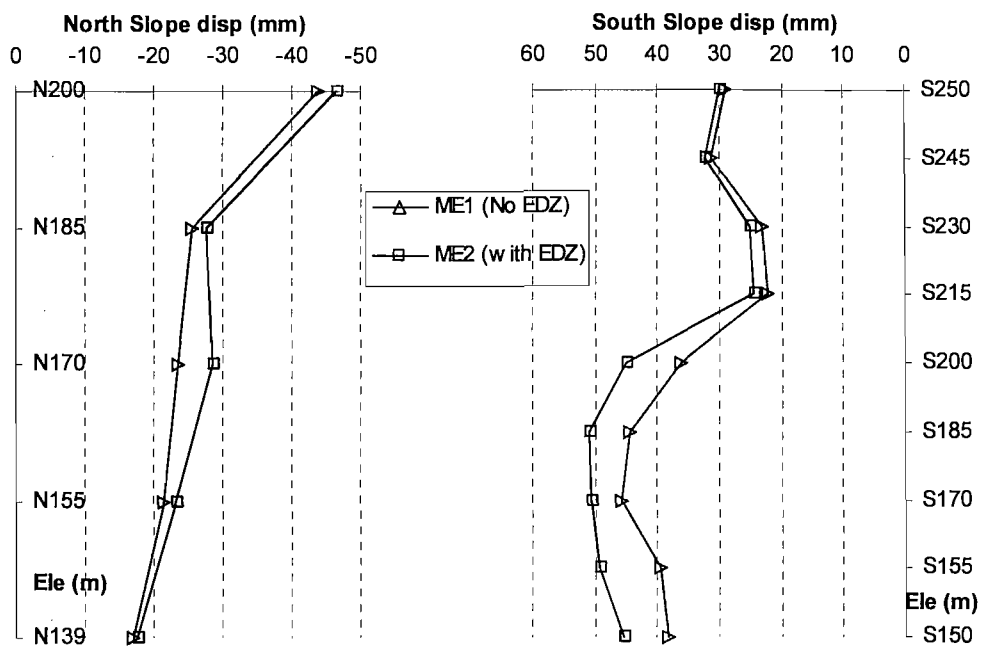 North Slope disp (mm)
0 -10 -20 -30 -40 -50
N200
N185
N170
N155
Ele (m)
N139
ME1 (No EDZ)
ME2 (with EDZ)
South Slope disp (mm)
60 50 40 30 20 10 0
S250
S245
S230
S215
S200
S185
S170
S155
Ele (m)
S150